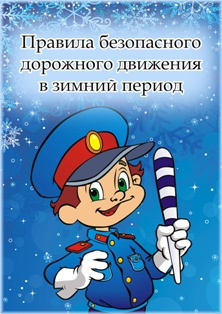 Правила безопасного
дорожного движения
в зимний период